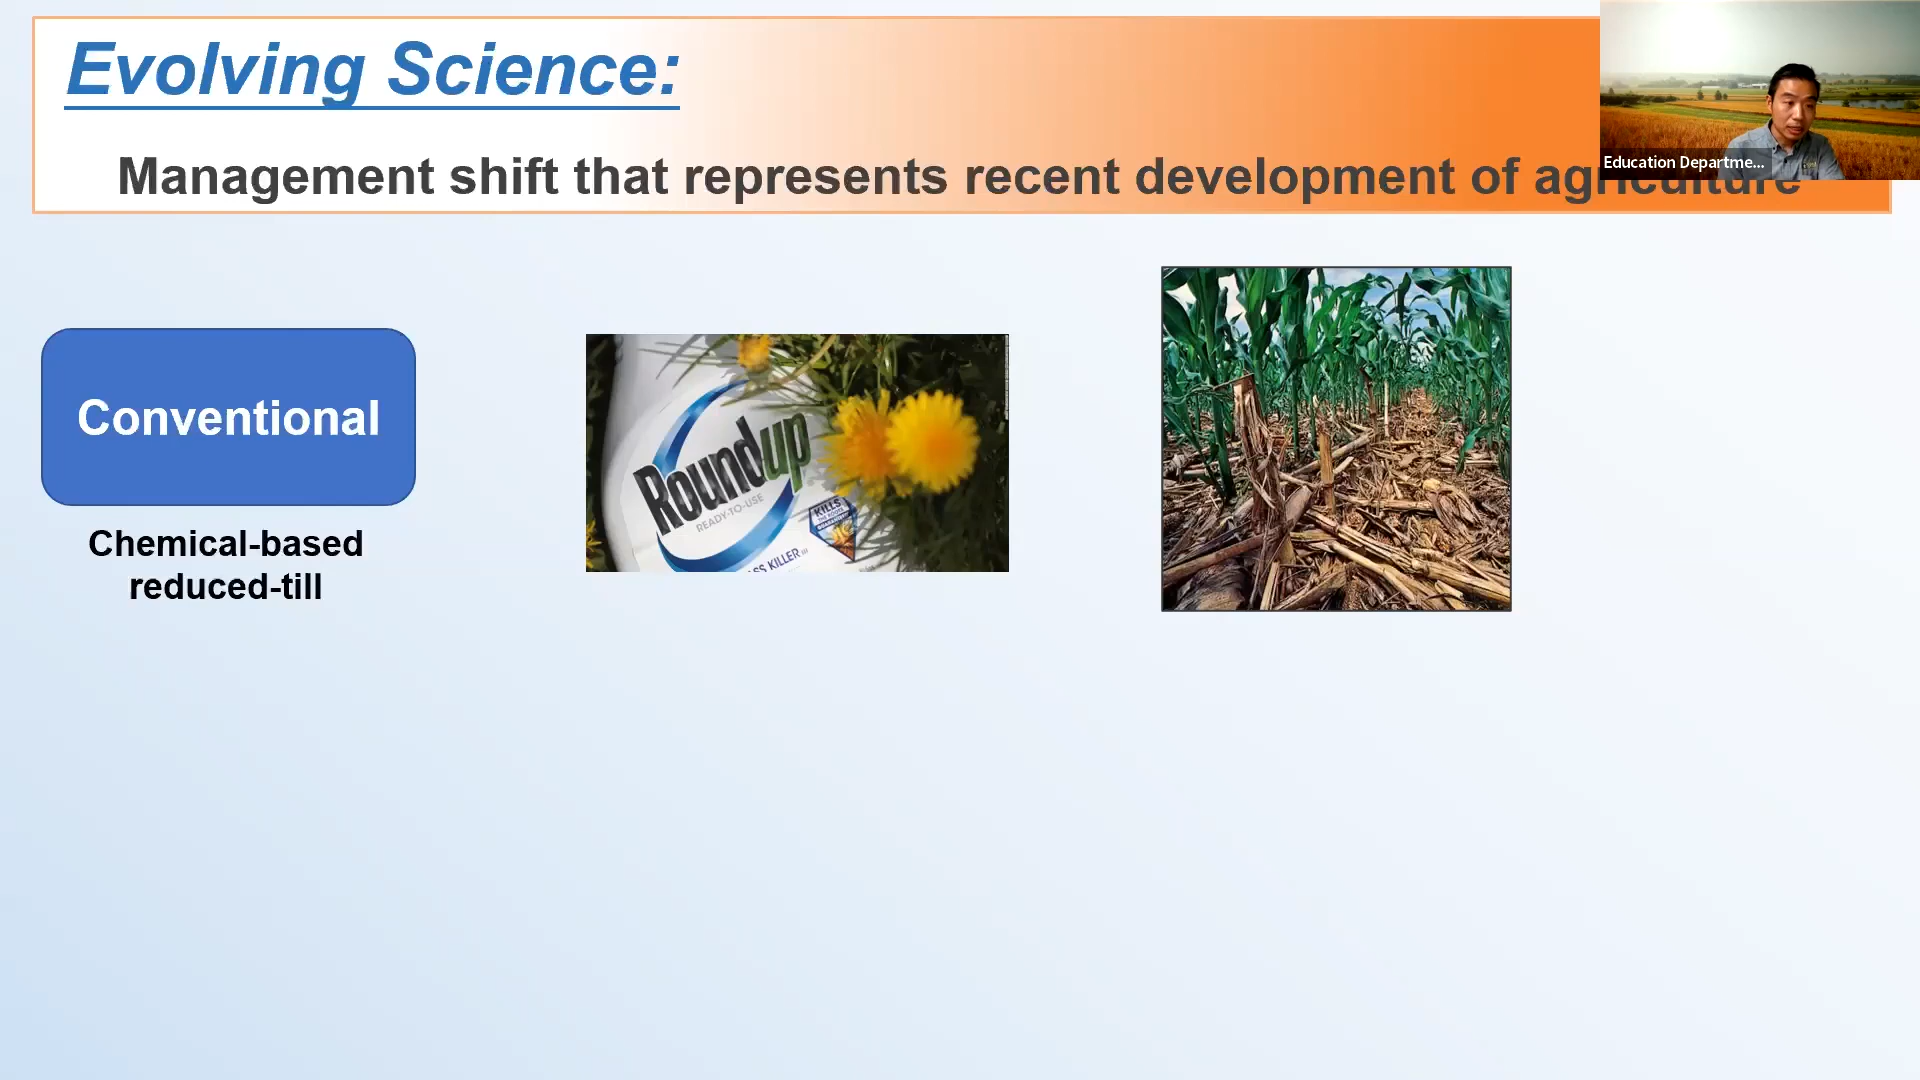 Evolving Science:
Management shift that represents recent development of agriculture
Education Departme...
Conventional
Chemical-based
reduced-till
Roundup
READY-TO-USE
KILLS
SS KILLER